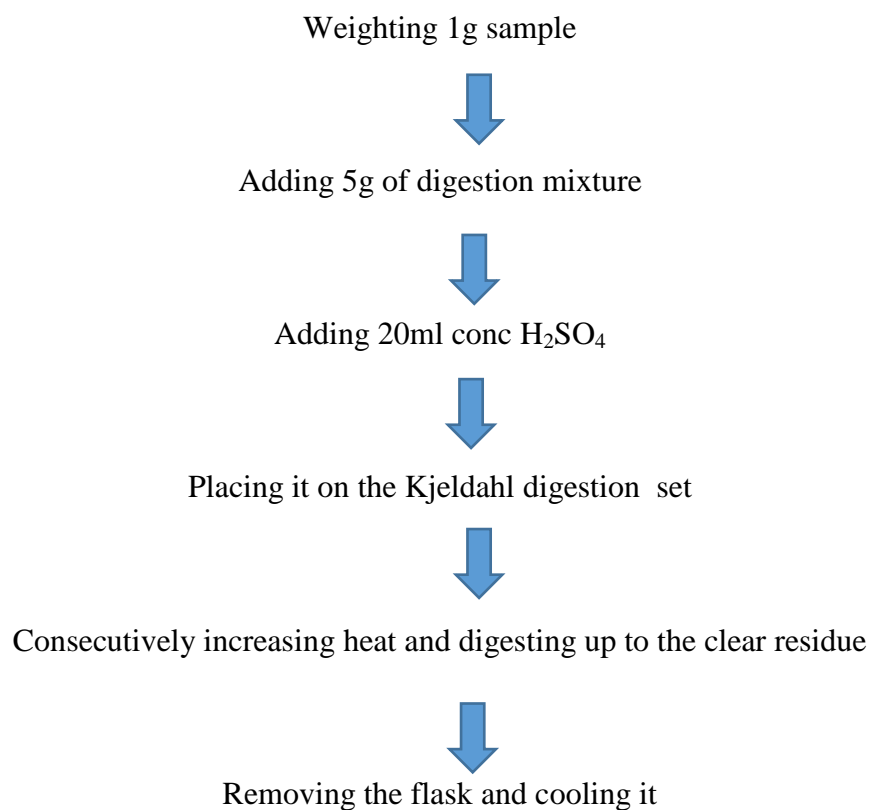 Weighting 1g sample
Adding 5g of digestion mixture
Adding 20ml conc H₂SO₄
Placing it on the Kjeldahl digestion  set
Consecutively increasing heat and digesting up to the clear residue
Removing the flask and cooling it